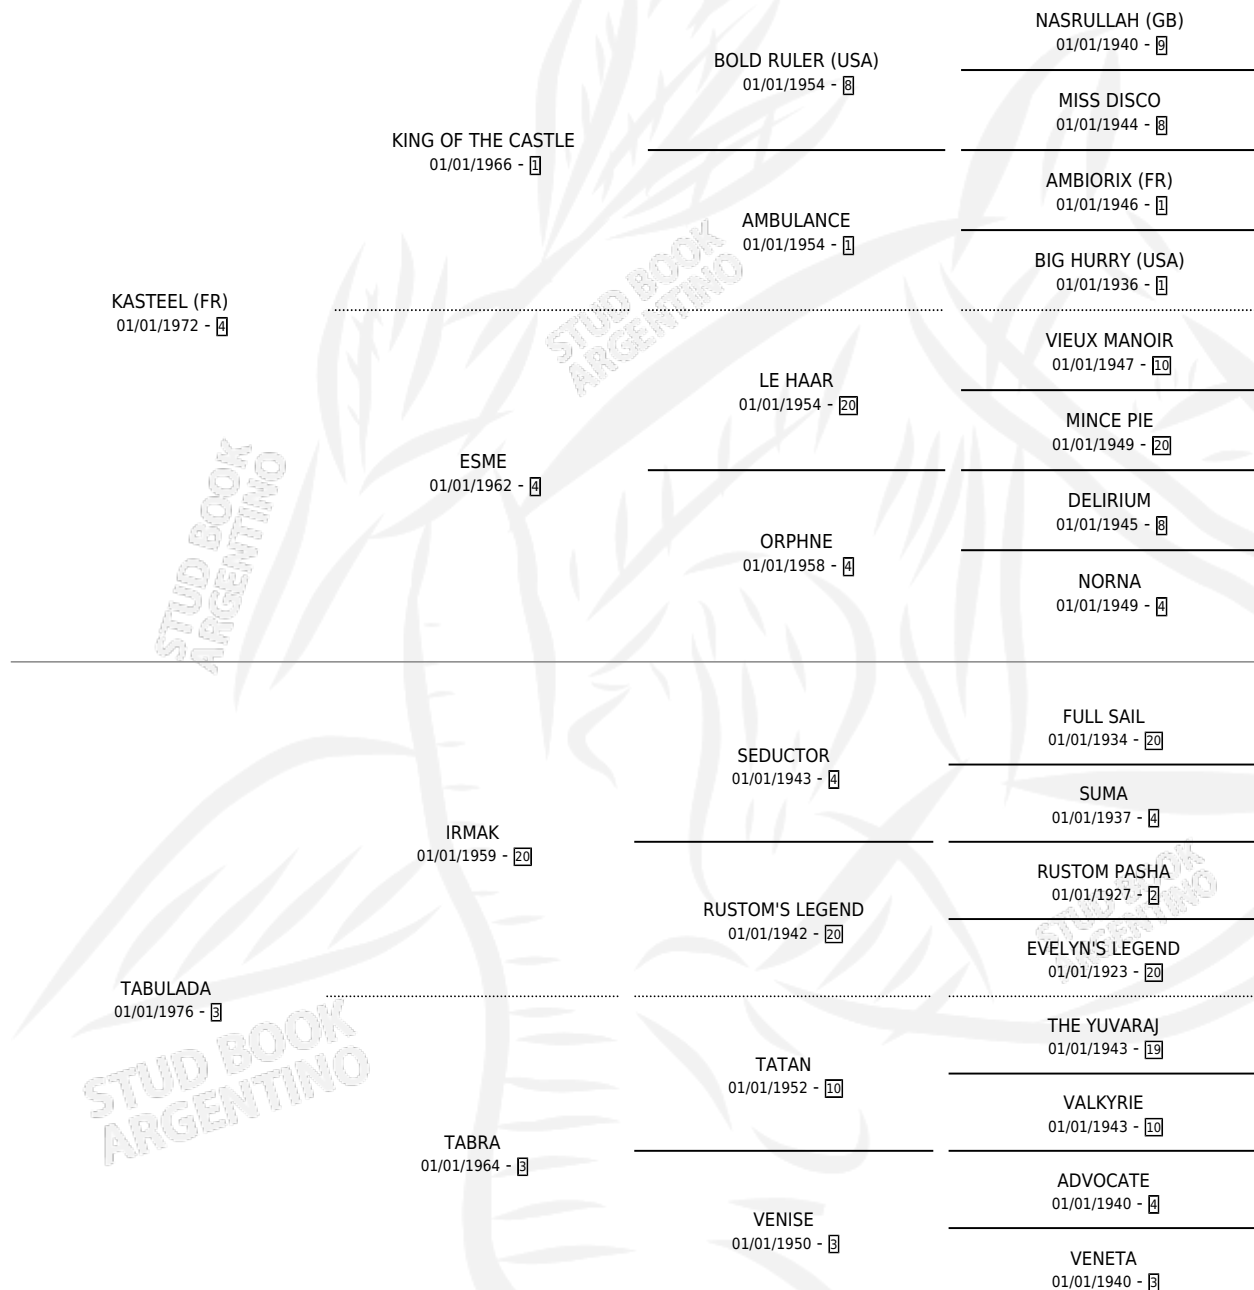 NASRULLAH (GB)
01/01/1940 - 9
BOLD RULER (USA)
01/01/1954 - 8
MISS DISCO
01/01/1944 - 8
KING OF THE CASTLE
01/01/1966 - 1
AMBIORIX (FR)
01/01/1946 - 1
AMBULANCE
01/01/1954 - 1
BIG HURRY (USA)
01/01/1936 - 1
STUD BOOK
ARGENTINO
KASTEEL (FR)
01/01/1972 - 4
VIEUX MANOIR
01/01/1947 - 10
LE HAAR
01/01/1954 - 20
MINCE PIE
01/01/1949 - 20
ESME
01/01/1962 - 4
DELIRIUM
01/01/1945 - 8
ORPHNE
01/01/1958 - 4
NORNA
01/01/1949 - 4
STUD BOOK
ARGENTINO
FULL SAIL
01/01/1934 - 20
SEDUCTOR
01/01/1943 - 4
SUMA
01/01/1937 - 4
IRMAK
01/01/1959 - 20
RUSTOM PASHA
01/01/1927 - 2
RUSTOM'S LEGEND
01/01/1942 - 20
EVELYN'S LEGEND
01/01/1923 - 20
STUD BOOK
ARGENTINO
TABULADA
01/01/1976 - 3
THE YUVARAJ
01/01/1943 - 19
TATAN
01/01/1952 - 10
VALKYRIE
01/01/1943 - 10
STUD BOOK
ARGENTINO
TABRA
01/01/1964 - 3
ADVOCATE
01/01/1940 - 4
VENISE
01/01/1950 - 3
VENETA
01/01/1940 - 3